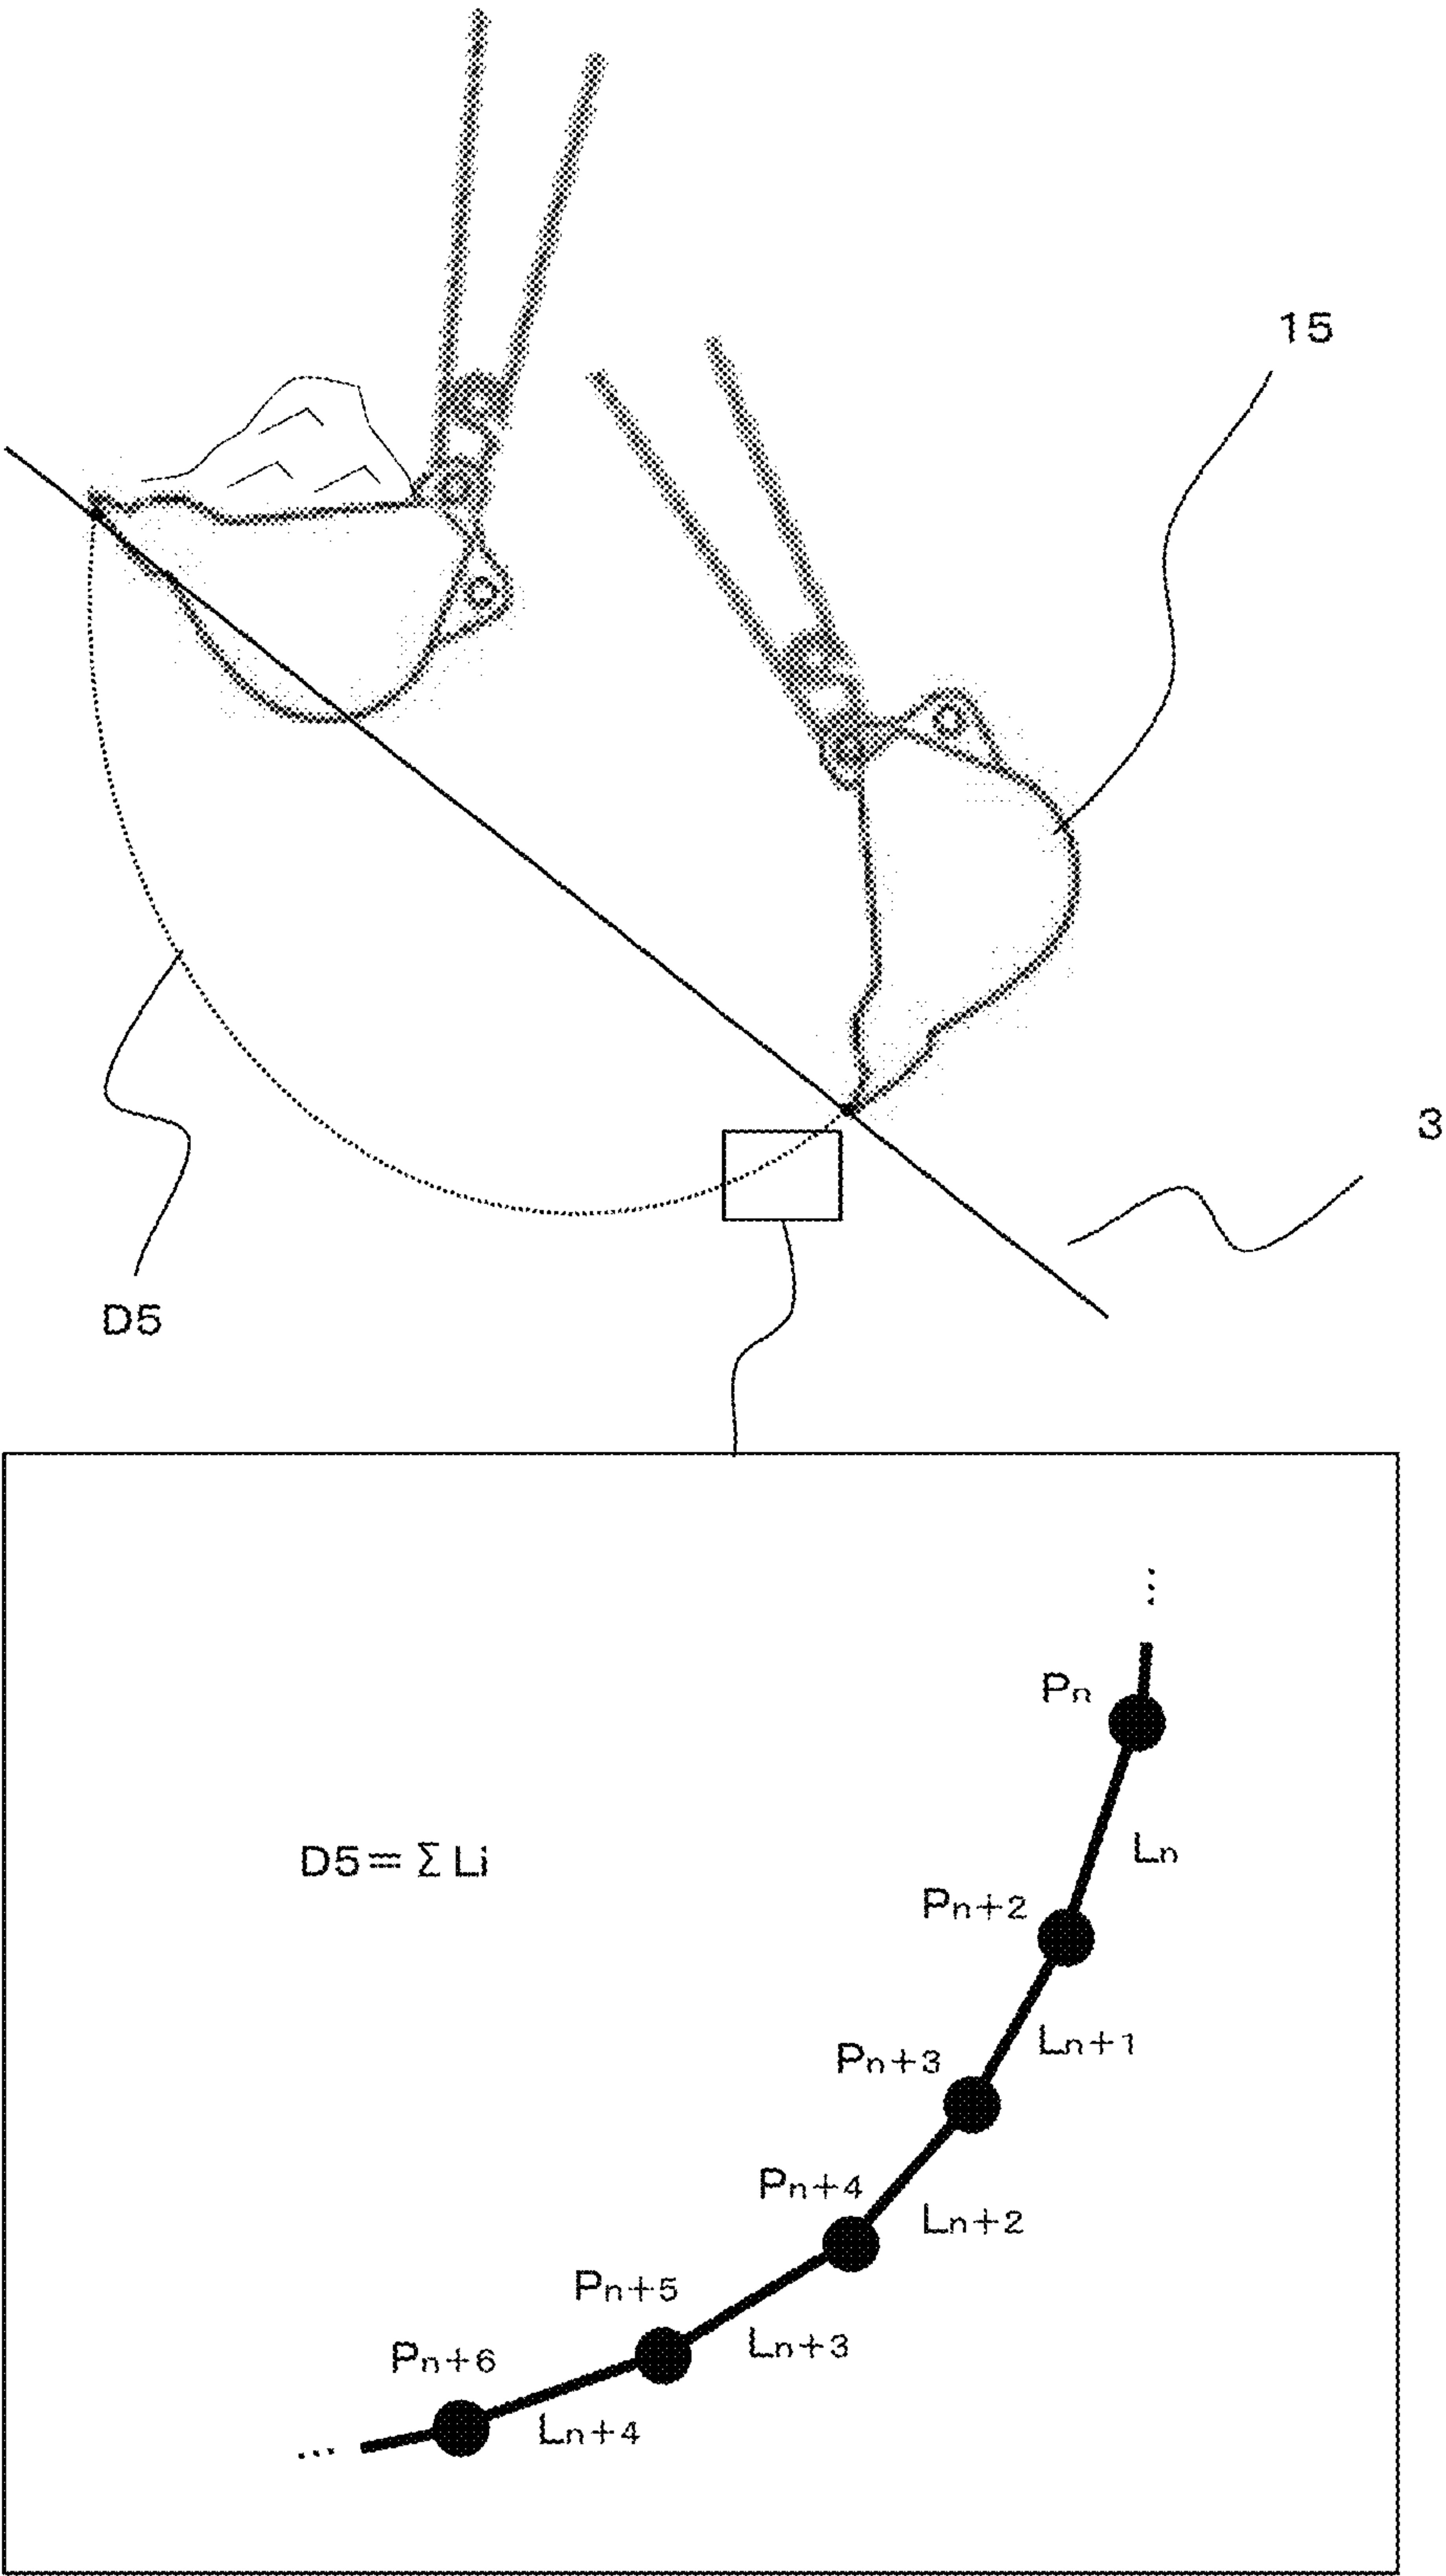 15
3
D5
⋮
Pn
D5=ΣLi
Ln
Pn+2
Ln+1
Pn+3
Pn+4
Ln+2
Pn+5
Ln+3
Pn+6
Ln+4
...